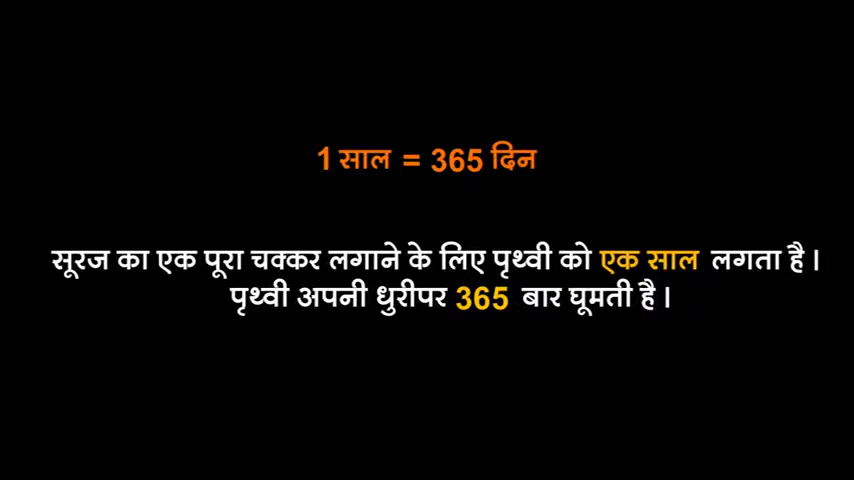 1 साल = 365 दिन
सूरज का एक पूरा चक्कर लगाने के लिए पृथ्वी को एक साल लगता है।
पृथ्वी अपनी धुरीपर 365 बार घूमती है।